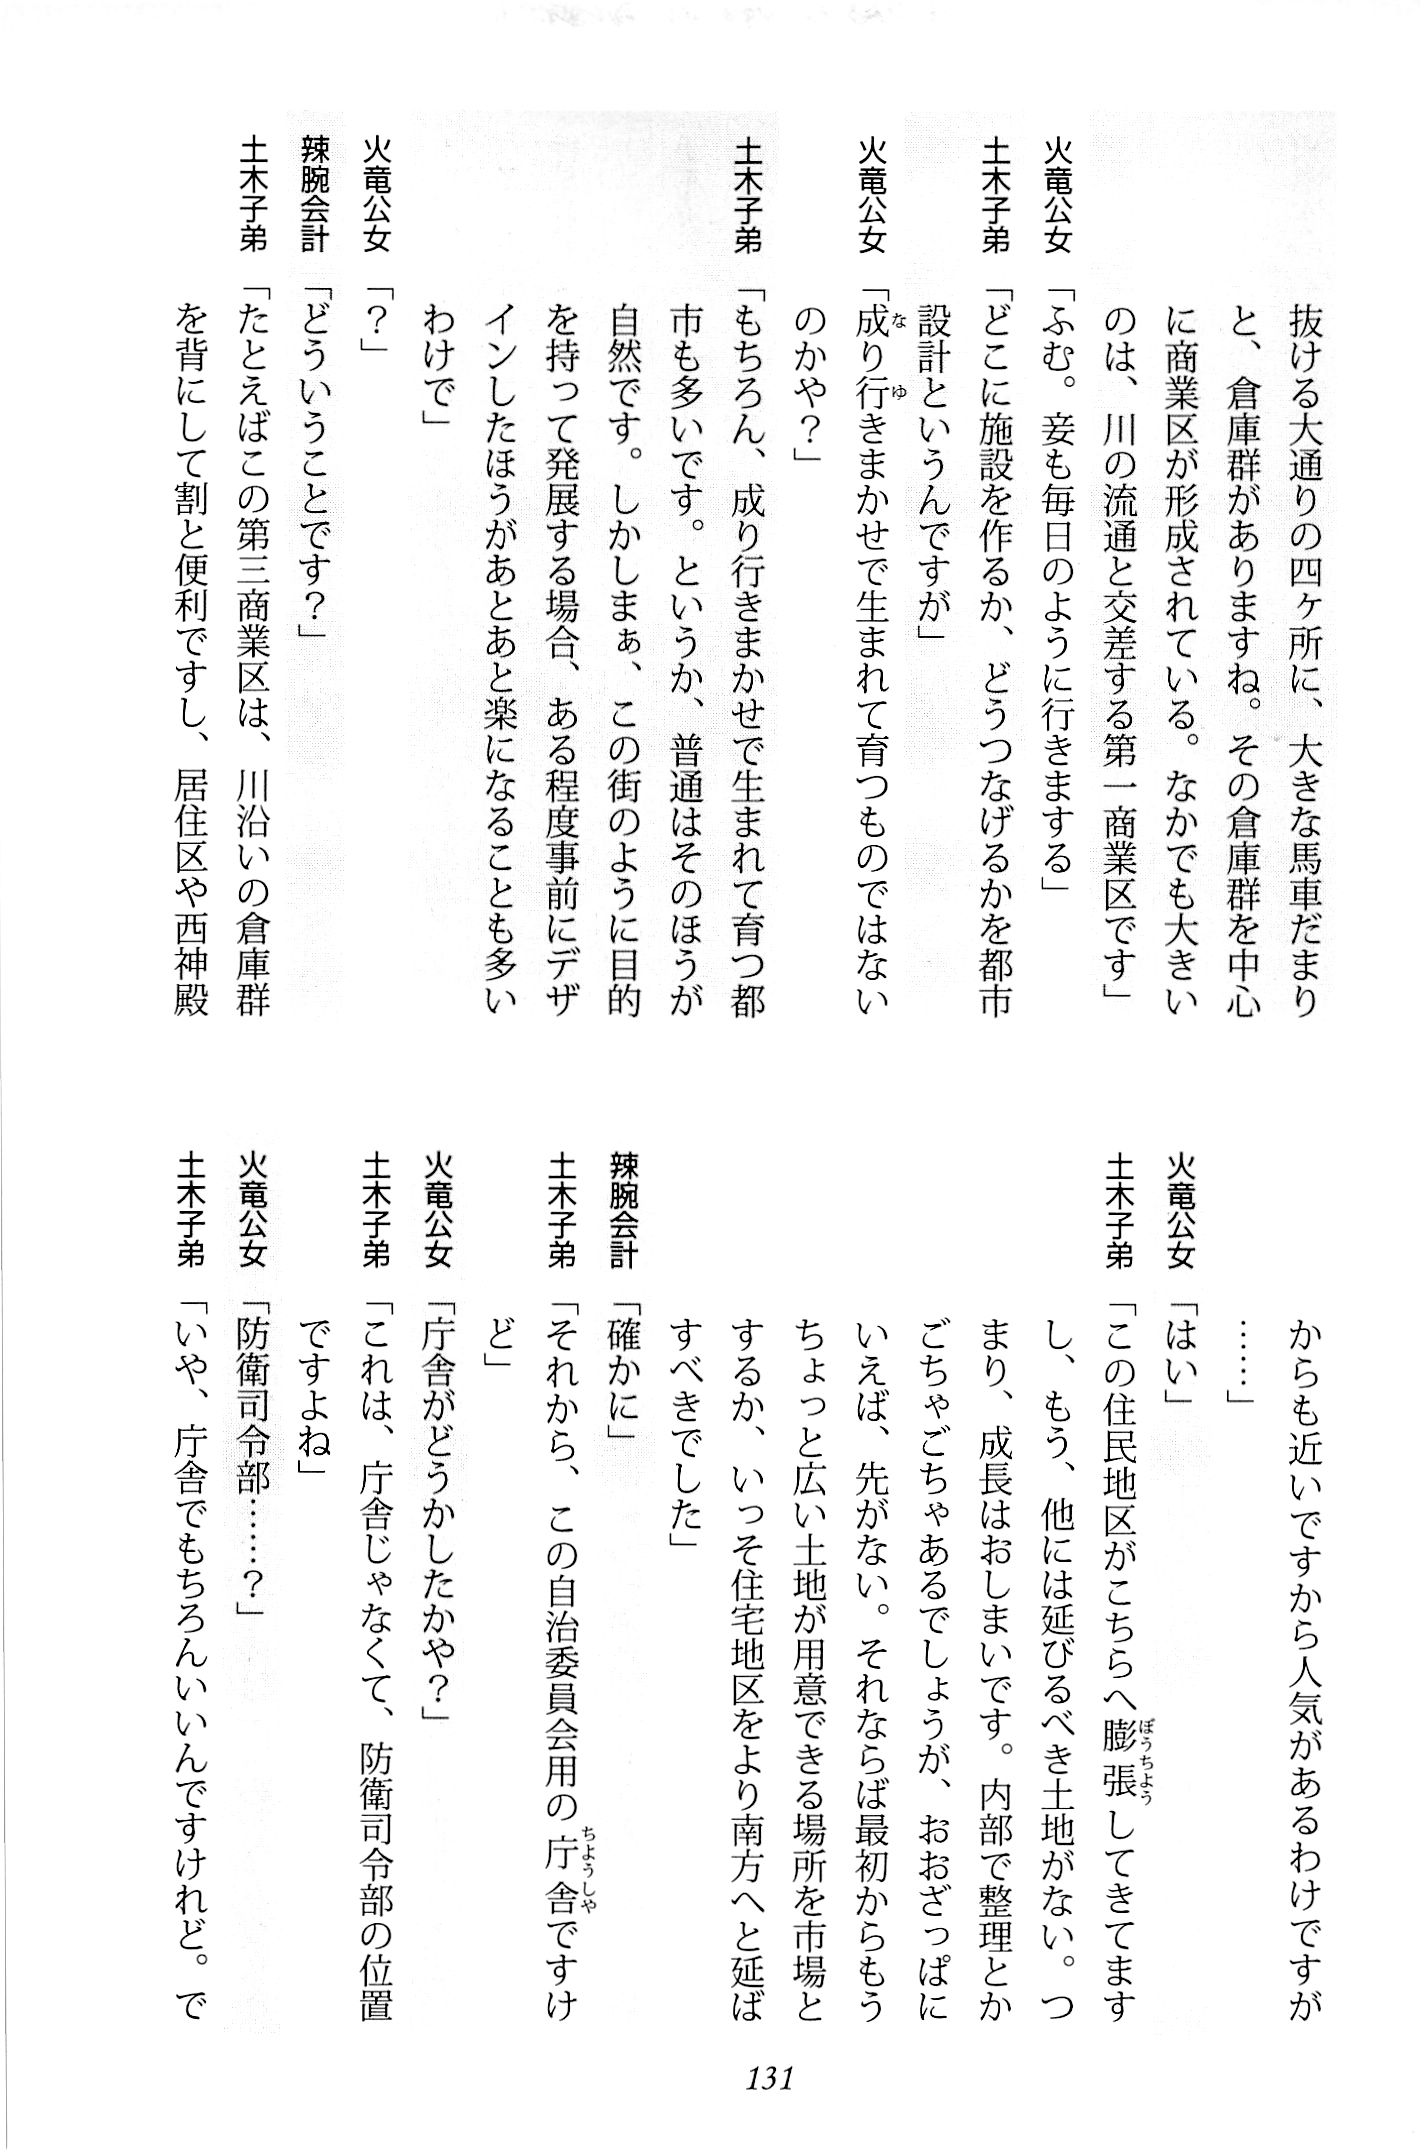 抜ける大通りの四ヶ所に、大きな馬車だまり
と、倉庫群がありますね。その倉庫群を中心
に商業区が形成されている。なかでも大きい
のは、川の流通と交差する第一商業区です」
火竜公女「ふむ。妾も毎日のように行きまする」
土木子弟「どこに施設を作るか、どうつなげるかを都市
設計というんですが」
火竜公女「成り行きまかせで生まれて育つものではない
のかや？」
土木子弟「もちろん、成り行きまかせで生まれて育つ都
市も多いです。というか、普通はそのほうが
自然です。しかしまぁ、この街のように目的
を持って発展する場合、ある程度事前にデザ
インしたほうがあとあと楽になることも多い
わけで」
火竜公女「？」
辣腕会計「どういうことです？」
土木子弟「たとえばこの第三商業区は、川沿いの倉庫群
を背にして割と便利ですし、居住区や西神殿
からも近いですから人気があるわけですが
……」
火竜公女「はい」
土木子弟「この住民地区がこちらへ膨張してきてます
し、もう、他には延びるべき土地がない。つ
まり、成長はおしまいです。内部で整理とか
ごちゃごちゃあるでしょうが、おおざっぱに
いえば、先がない。それならば最初からもう
ちょっと広い土地が用意できる場所を市場と
するか、いっそ住宅地区をより南方へと延ば
すべきでした」
辣腕会計「確かに」
土木子弟「それから、この自治委員会用の庁舎ですけ
ど」
火竜公女「庁舎がどうかしたかや？」
土木子弟「これは、庁舎じゃなくて、防衛司令部の位置
ですよね」
火竜公女「防衛司令部……？」
土木子弟「いや、庁舎でもちろんいいんですけれど。で
131